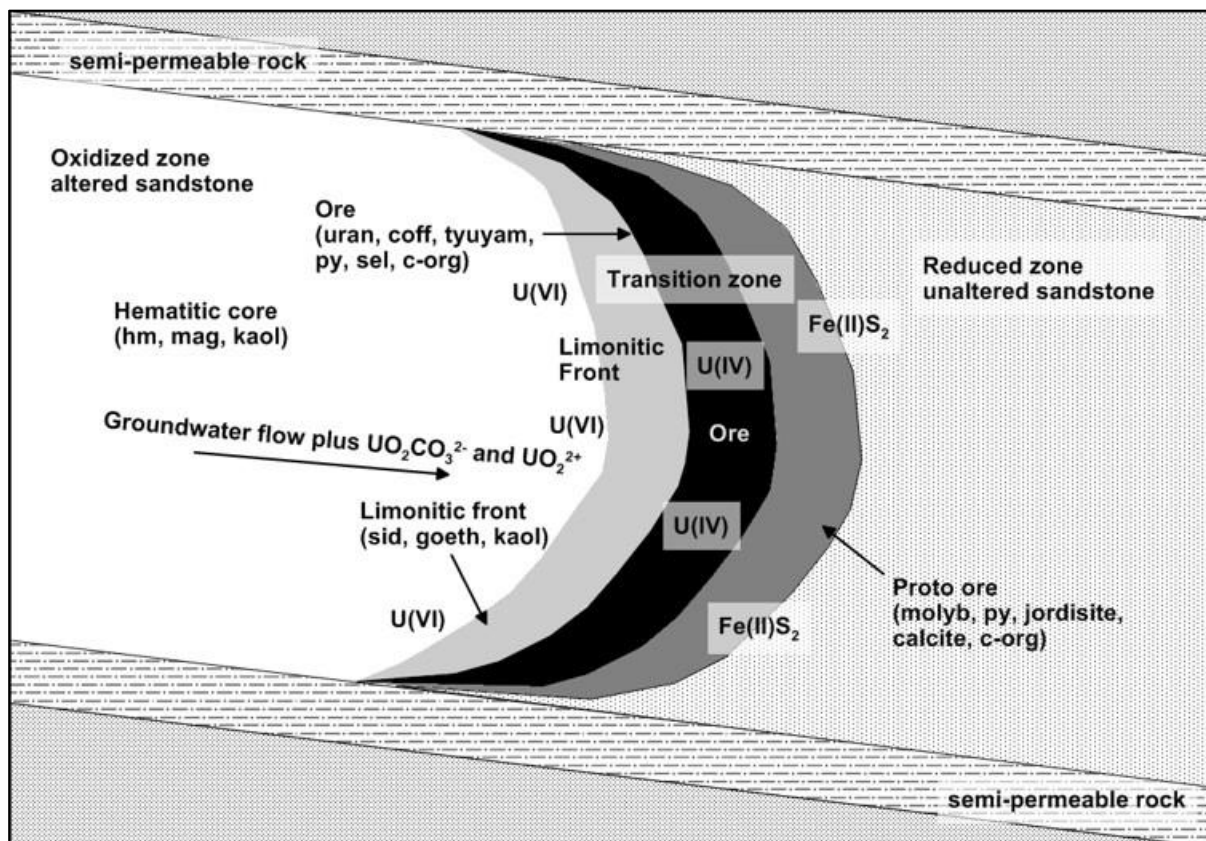 semi-permeable rock
Oxidized zone
altered sandstone
Ore
(uran, coff, tyuyam,
py, sel, c-org)
Transition zone
Reduced zone
unaltered sandstone
U(VI)
Hematitic core
(hm, mag, kaol)
Fe(II)S₂
Limonitic
Front
U(IV)
U(VI)
Ore
Groundwater flow plus UO₂CO₃²⁻ and UO₂²⁺
Limonitic front
(sid, goeth, kaol)
U(IV)
Proto ore
(molyb, py, jordisite,
calcite, c-org)
U(VI)
Fe(II)S₂
semi-permeable rock